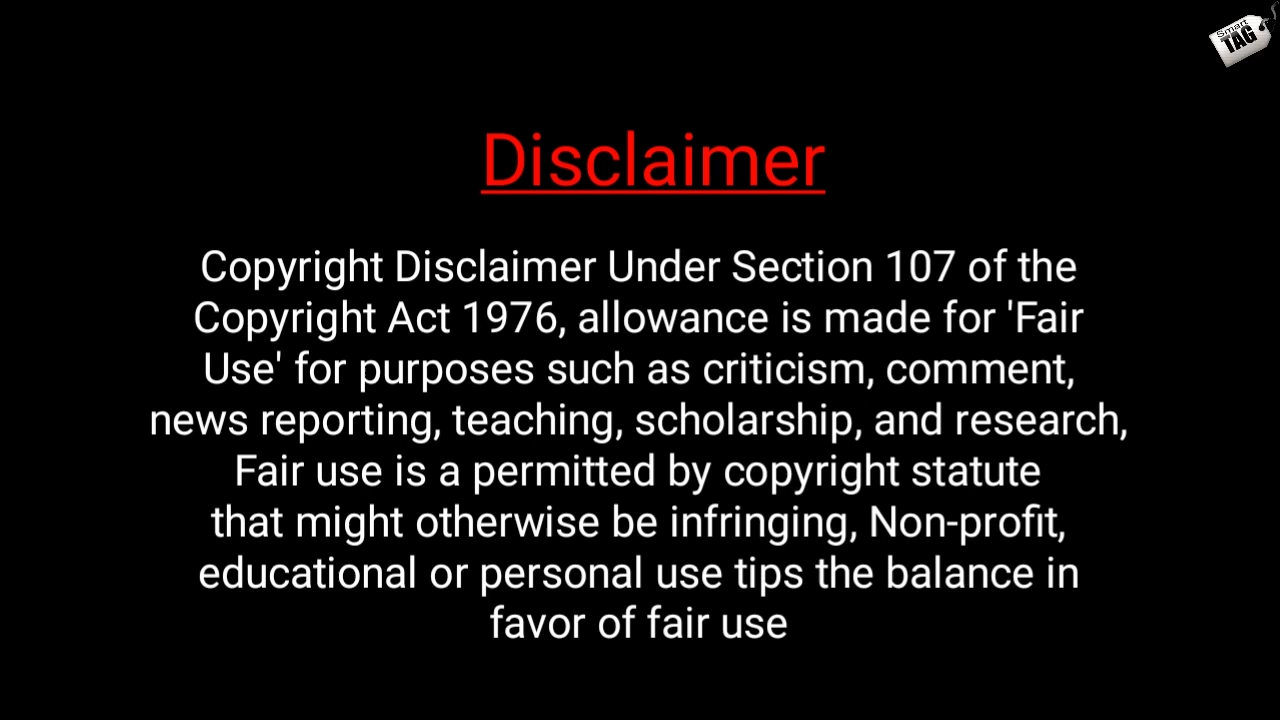 Smart
TAG
Disclaimer
Copyright Disclaimer Under Section 107 of the
Copyright Act 1976, allowance is made for 'Fair
Use' for purposes such as criticism, comment,
news reporting, teaching, scholarship, and research,
Fair use is a permitted by copyright statute
that might otherwise be infringing, Non-profit,
educational or personal use tips the balance in
favor of fair use